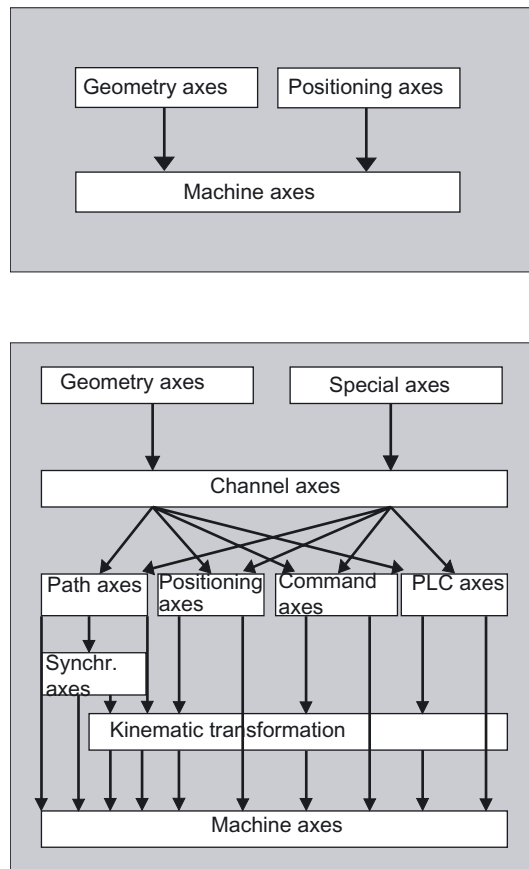 Geometry axes
Positioning axes
Machine axes
Geometry axes
Special axes
Channel axes
Path axes
Positioning
axes
Command
axes
PLC axes
Synchr.
axes
Kinematic transformation
Machine axes